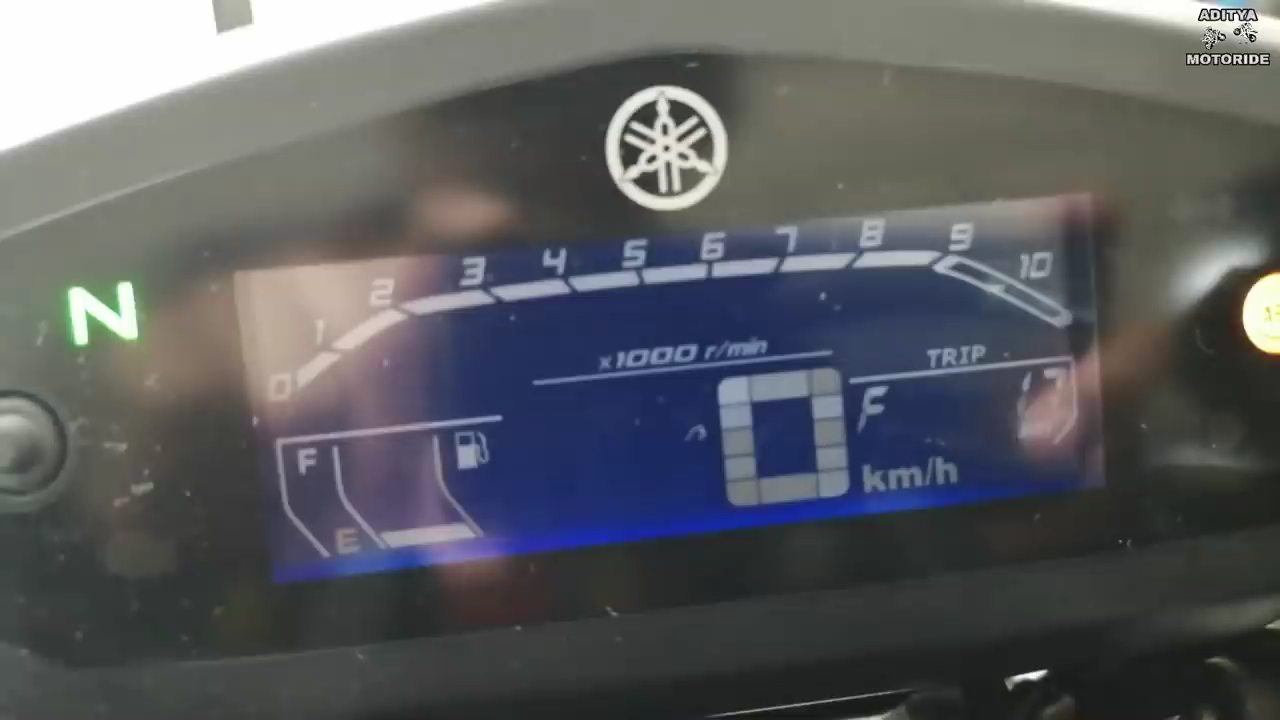 ADITYA
MOTORIDE
N
0 1 2 3 4 5 6 7 8 9 10
x1000 r/min
TRIP
F
F
0
km/h
E